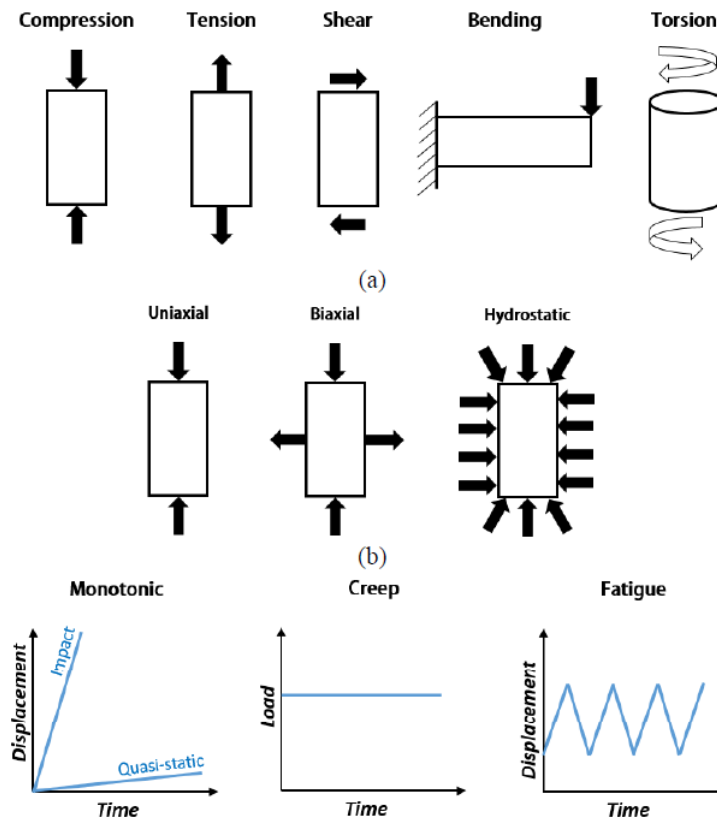 Compression Tension Shear Bending Torsion
(a)
Uniaxial Biaxial Hydrostatic
(b)
Monotonic Creep Fatigue
Displacement
Impact
Quasi-static
Time
Load
Time
Displacement
Time